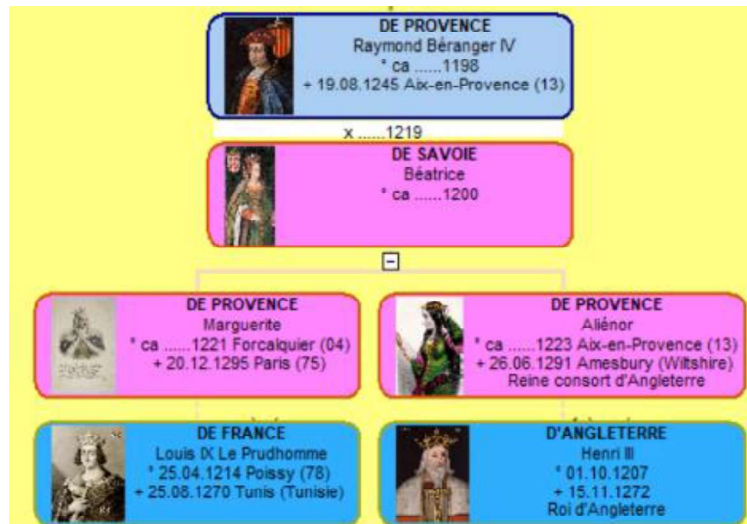 DE PROVENCE
Raymond Béranger IV
° ca ......1198
+ 19.08.1245 Aix-en-Provence (13)
x ......1219
DE SAVOIE
Béatrice
° ca ......1200
DE PROVENCE
Marguerite
° ca ......1221 Forcalquier (04)
+ 20.12.1295 Paris (75)
DE PROVENCE
Aliénor
° ca ......1223 Aix-en-Provence (13)
+ 26.06.1291 Amesbury (Wiltshire)
Reine consort d'Angleterre
DE FRANCE
Louis IX Le Prudhomme
° 25.04.1214 Poissy (78)
+ 25.08.1270 Tunis (Tunisie)
D'ANGLETERRE
Henri III
° 01.10.1207
+ 15.11.1272
Roi d'Angleterre